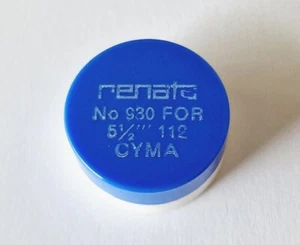 renata
No 930 FOR
5½''' 112
CYMA